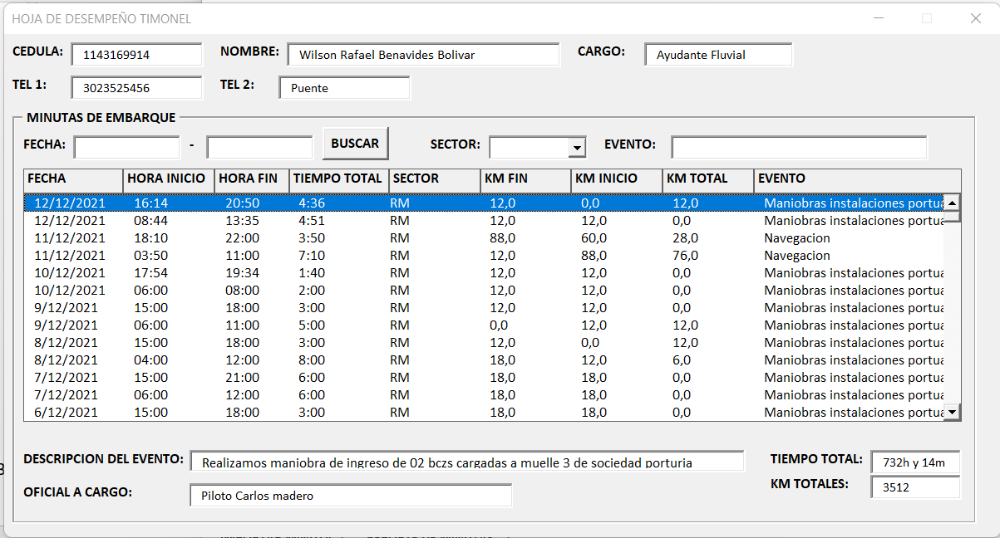 HOJA DE DESEMPEÑO TIMONEL
CEDULA: 1143169914 NOMBRE: Wilson Rafael Benavides Bolivar CARGO: Ayudante Fluvial
TEL 1: 3023525456 TEL 2: Puente
MINUTAS DE EMBARQUE
FECHA: - BUSCAR SECTOR: EVENTO:
FECHA HORA INICIO HORA FIN TIEMPO TOTAL SECTOR KM FIN KM INICIO KM TOTAL EVENTO
12/12/2021 16:14 20:50 4:36 RM 12,0 0,0 12,0 Maniobras instalaciones portua
12/12/2021 08:44 13:35 4:51 RM 12,0 12,0 0,0 Maniobras instalaciones portua
11/12/2021 18:10 22:00 3:50 RM 88,0 60,0 28,0 Navegacion
11/12/2021 03:50 11:00 7:10 RM 12,0 88,0 76,0 Navegacion
10/12/2021 17:54 19:34 1:40 RM 12,0 12,0 0,0 Maniobras instalaciones portua
10/12/2021 06:00 08:00 2:00 RM 12,0 12,0 0,0 Maniobras instalaciones portua
9/12/2021 15:00 18:00 3:00 RM 12,0 12,0 0,0 Maniobras instalaciones portua
9/12/2021 06:00 11:00 5:00 RM 0,0 12,0 12,0 Maniobras instalaciones portua
8/12/2021 15:00 18:00 3:00 RM 12,0 0,0 12,0 Maniobras instalaciones portua
8/12/2021 04:00 12:00 8:00 RM 18,0 12,0 6,0 Maniobras instalaciones portua
7/12/2021 15:00 21:00 6:00 RM 18,0 18,0 0,0 Maniobras instalaciones portua
7/12/2021 06:00 12:00 6:00 RM 18,0 18,0 0,0 Maniobras instalaciones portua
6/12/2021 15:00 18:00 3:00 RM 18,0 18,0 0,0 Maniobras instalaciones portua
DESCRIPCION DEL EVENTO: Realizamos maniobra de ingreso de 02 bczs cargadas a muelle 3 de sociedad porturia TIEMPO TOTAL: 732h y 14m
OFICIAL A CARGO: Piloto Carlos madero KM TOTALES: 3512